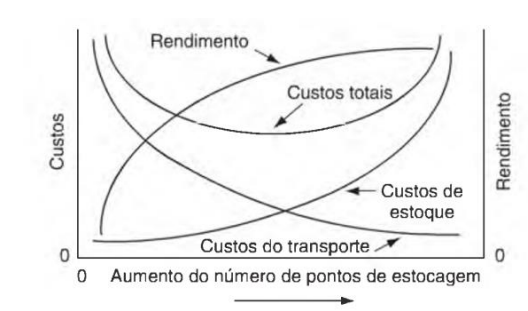 Rendimento
Custos totais
Custos
Rendimento
Custos de
estoque
Custos do transporte
0
0
0 Aumento do número de pontos de estocagem